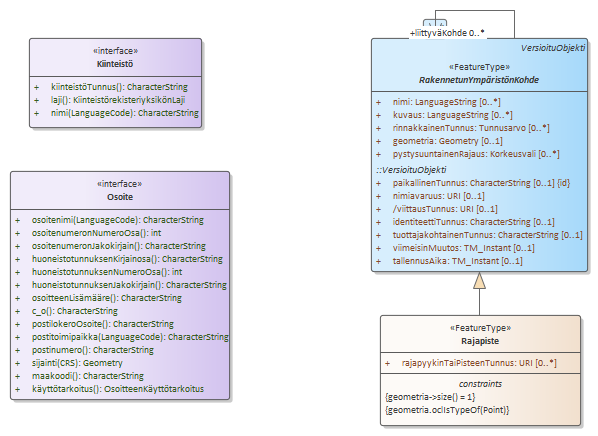 «interface»
Kiinteistö
+ kiinteistöTunnus(): CharacterString
+ laji(): KiinteistörekisteriyksikönLaji
+ nimi(LanguageCode): CharacterString
«interface»
Osoite
+ osoitenimi(LanguageCode): CharacterString
+ osoitenumeronNumeroOsa(): int
+ osoitenumeronJakokirjain(): CharacterString
+ huoneistotunnuksenKirjainosa(): CharacterString
+ huoneistotunnuksenNumeroOsa(): int
+ huoneistotunnuksenJakokirjain(): CharacterString
+ osoitteenLisämääre(): CharacterString
+ c_o(): CharacterString
+ postilokeroOsoite(): CharacterString
+ postitoimipaikka(LanguageCode): CharacterString
+ postinumero(): CharacterString
+ sijainti(CRS): Geometry
+ maakoodi(): CharacterString
+ käyttötarkoitus(): OsoitteenKäyttötarkoitus
+liittyväKohde 0..*
VersioituObjekti
«FeatureType»
RakennetunYmpäristönKohde
+ nimi: LanguageString [0..*]
+ kuvaus: LanguageString [0..*]
+ rinnakkainenTunnus: Tunnusarvo [0..*]
+ geometria: Geometry [0..1]
+ pystysuuntainenRajaus: Korkeusvali [0..*]
::VersioituObjekti
+ paikallinenTunnus: CharacterString [0..1] {id}
+ nimiavaruus: URI [0..1]
+ /viittausTunnus: URI [0..1]
+ identiteettiTunnus: CharacterString [0..1]
+ tuottajakohtainenTunnus: CharacterString [0..1]
+ viimeisinMuutos: TM_Instant [0..1]
+ tallennusAika: TM_Instant [0..1]
«FeatureType»
Rajapiste
+ rajapyykinTaiPisteenTunnus: URI [0..*]
constraints
{geometria->size() = 1}
{geometria.oclIsTypeOf(Point)}